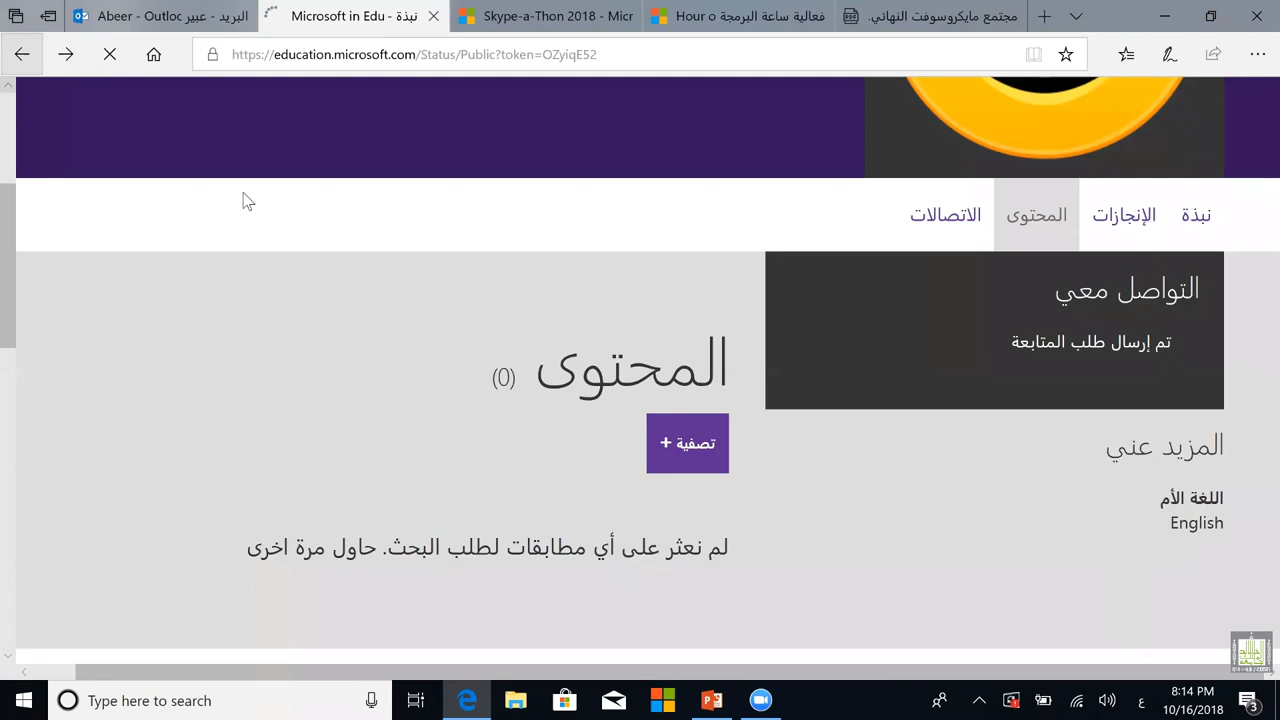 البريد - عبير - Outloc
نبذة - Microsoft in Edu
Skype-a-Thon 2018 - Micr
فعالية ساعة البرمجة Hour o
مجتمع مايكروسوفت النهائي.
https://education.microsoft.com/Status/Public?token=OZyiqE52
نبذة
الإنجازات
المحتوى
الاتصالات
التواصل معي
تم إرسال طلب المتابعة
المحتوى (0)
تصفية +
المزيد عني
اللغة الأم
English
لم نعثر على أي مطابقات لطلب البحث. حاول مرة اخرى
Type here to search
ع
8:14 PM
10/16/2018
3